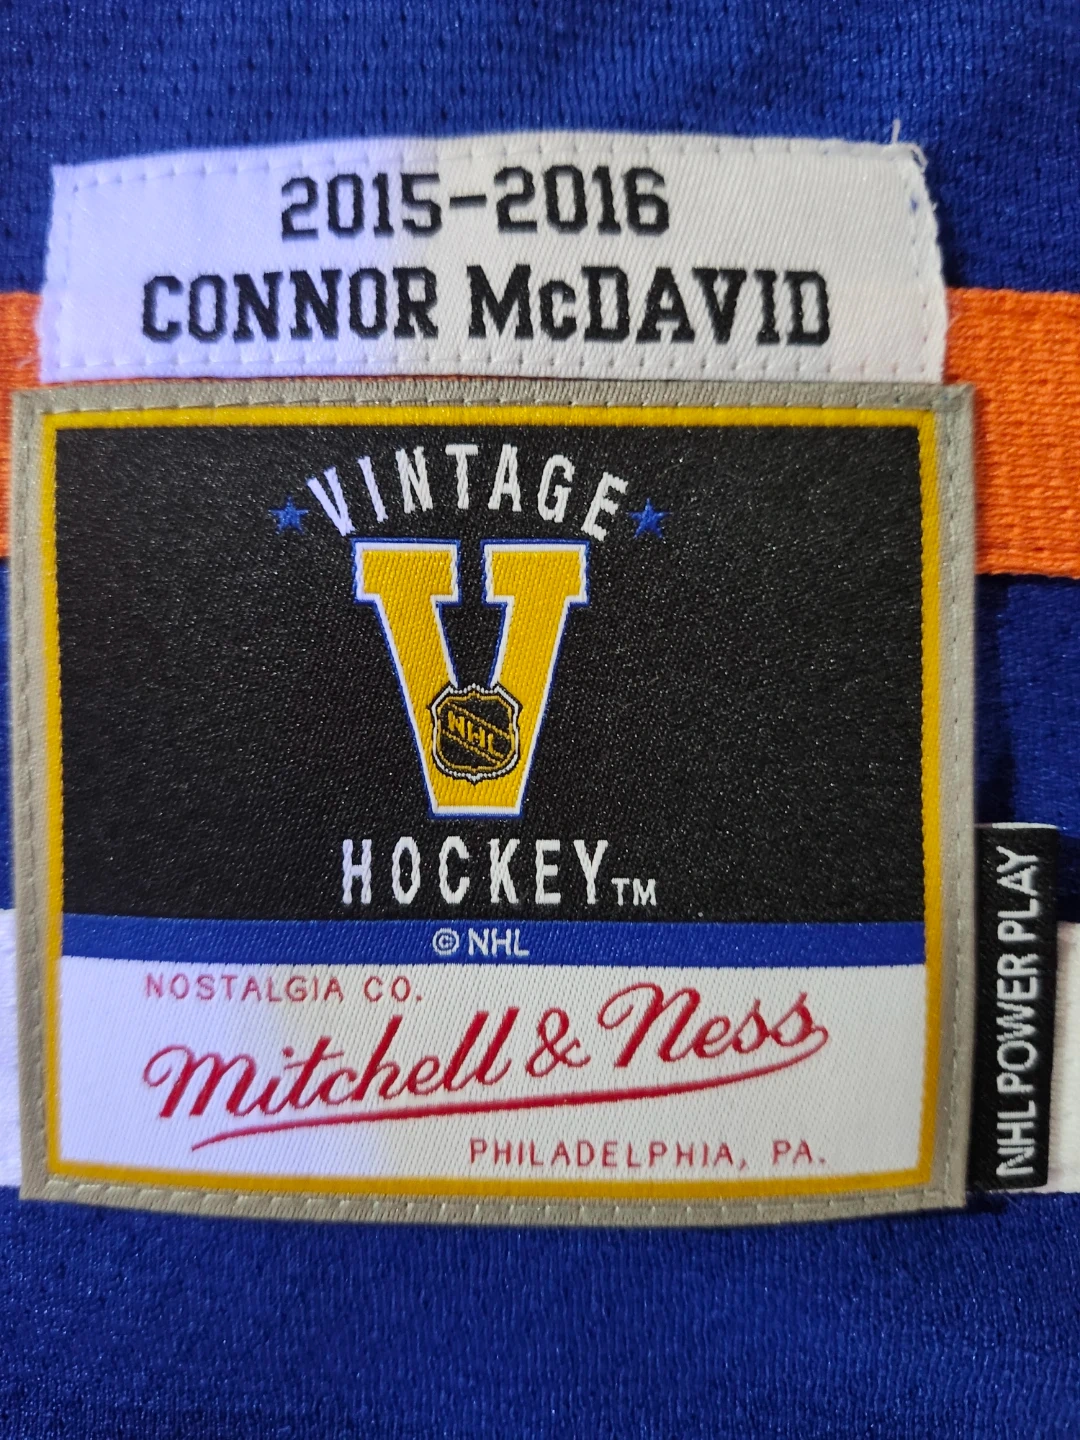 2015-2016
CONNOR McDAVID
VINTAGE
V
NHL
HOCKEY™
© NHL
NOSTALGIA CO.
Mitchell & Ness
PHILADELPHIA, PA.
NHL POWER PLAY